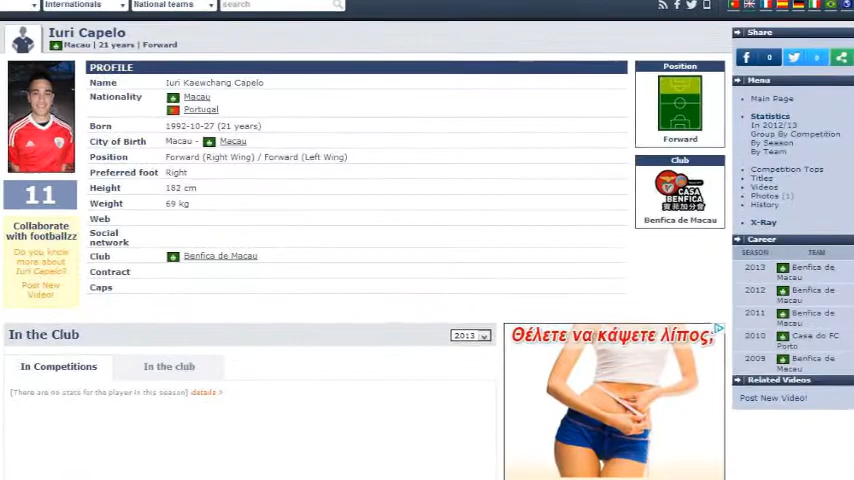 Internationals
National teams
search
Iuri Capelo
Macau | 21 years | Forward
PROFILE
Name Iuri Kaewchang Capelo
Nationality Macau
Portugal
Born 1992-10-27 (21 years)
City of Birth Macau - Macau
Position Forward (Right Wing) / Forward (Left Wing)
Preferred foot Right
Height 182 cm
Weight 69 kg
Web
Social
network
Club Benfica de Macau
Contract
Caps
11
Collaborate
with footballzz
Do you know
more about
Iuri Capelo?
Post New
Video!
Position
Forward
Club
CASA
BENFICA
Benfica de Macau
Share
0
0
Menu
Main Page
Statistics
In 2012/13
Group By Competition
By Season
By Team
Competition Tops
Titles
Videos
Photos (1)
History
X-Ray
Career
SEASON TEAM
2013 Benfica de
Macau
2012 Benfica de
Macau
2011 Benfica de
Macau
2010 Casa do FC
Porto
2009 Benfica de
Macau
Related Videos
Post New Video!
In the Club
2013
In Competitions In the club
[There are no stats for the player in this season] details >
Θέλετε να κάψετε λίπος;